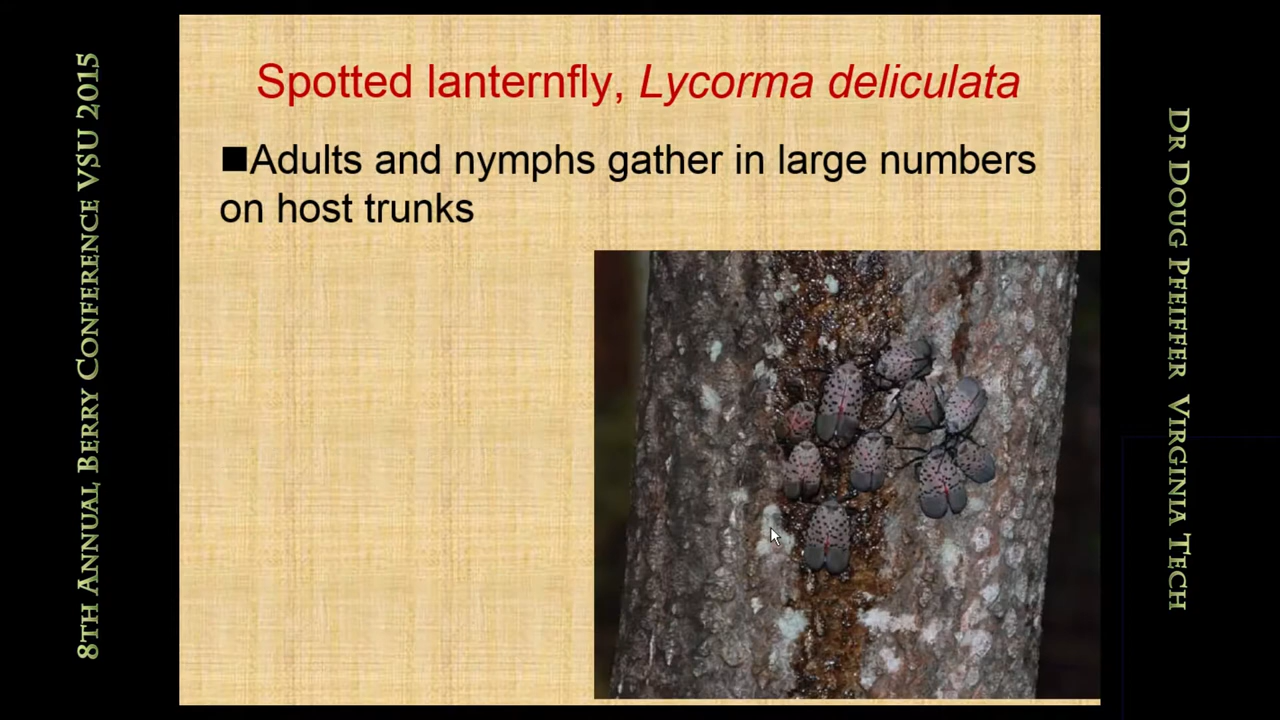 8TH ANNUAL BERRY CONFERENCE VSU 2015
Spotted lanternfly, Lycorma deliculata
■Adults and nymphs gather in large numbers
on host trunks
DR DOUG PFEIFFER VIRGINIA TECH